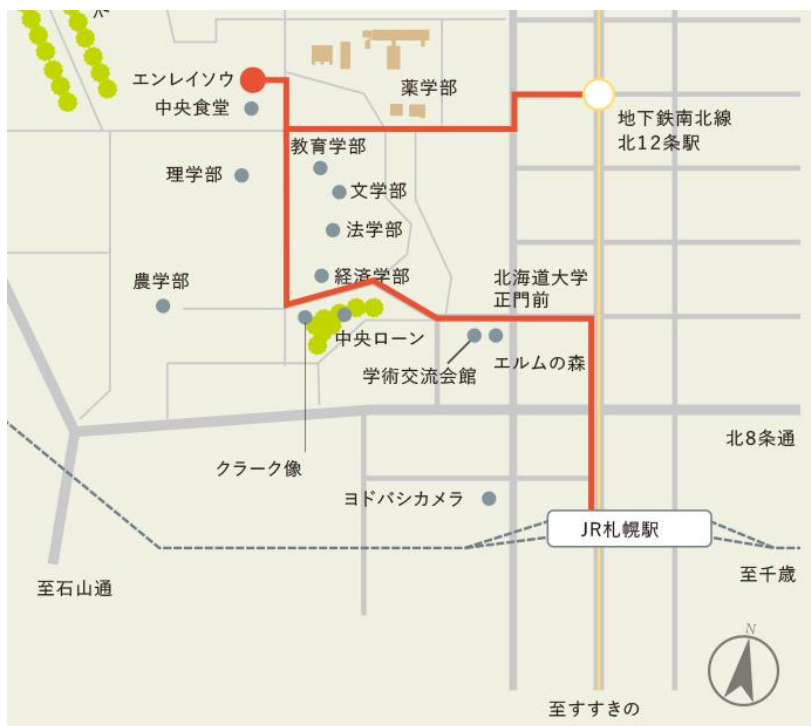 エンレイソウ
中央食堂
薬学部
地下鉄南北線
北12条駅
教育学部
理学部
文学部
法学部
経済学部
農学部
北海道大学
正門前
中央ローン
学術交流会館
エルムの森
クラーク像
北8条通
ヨドバシカメラ
JR札幌駅
至石山通
至千歳
至すすきの
N